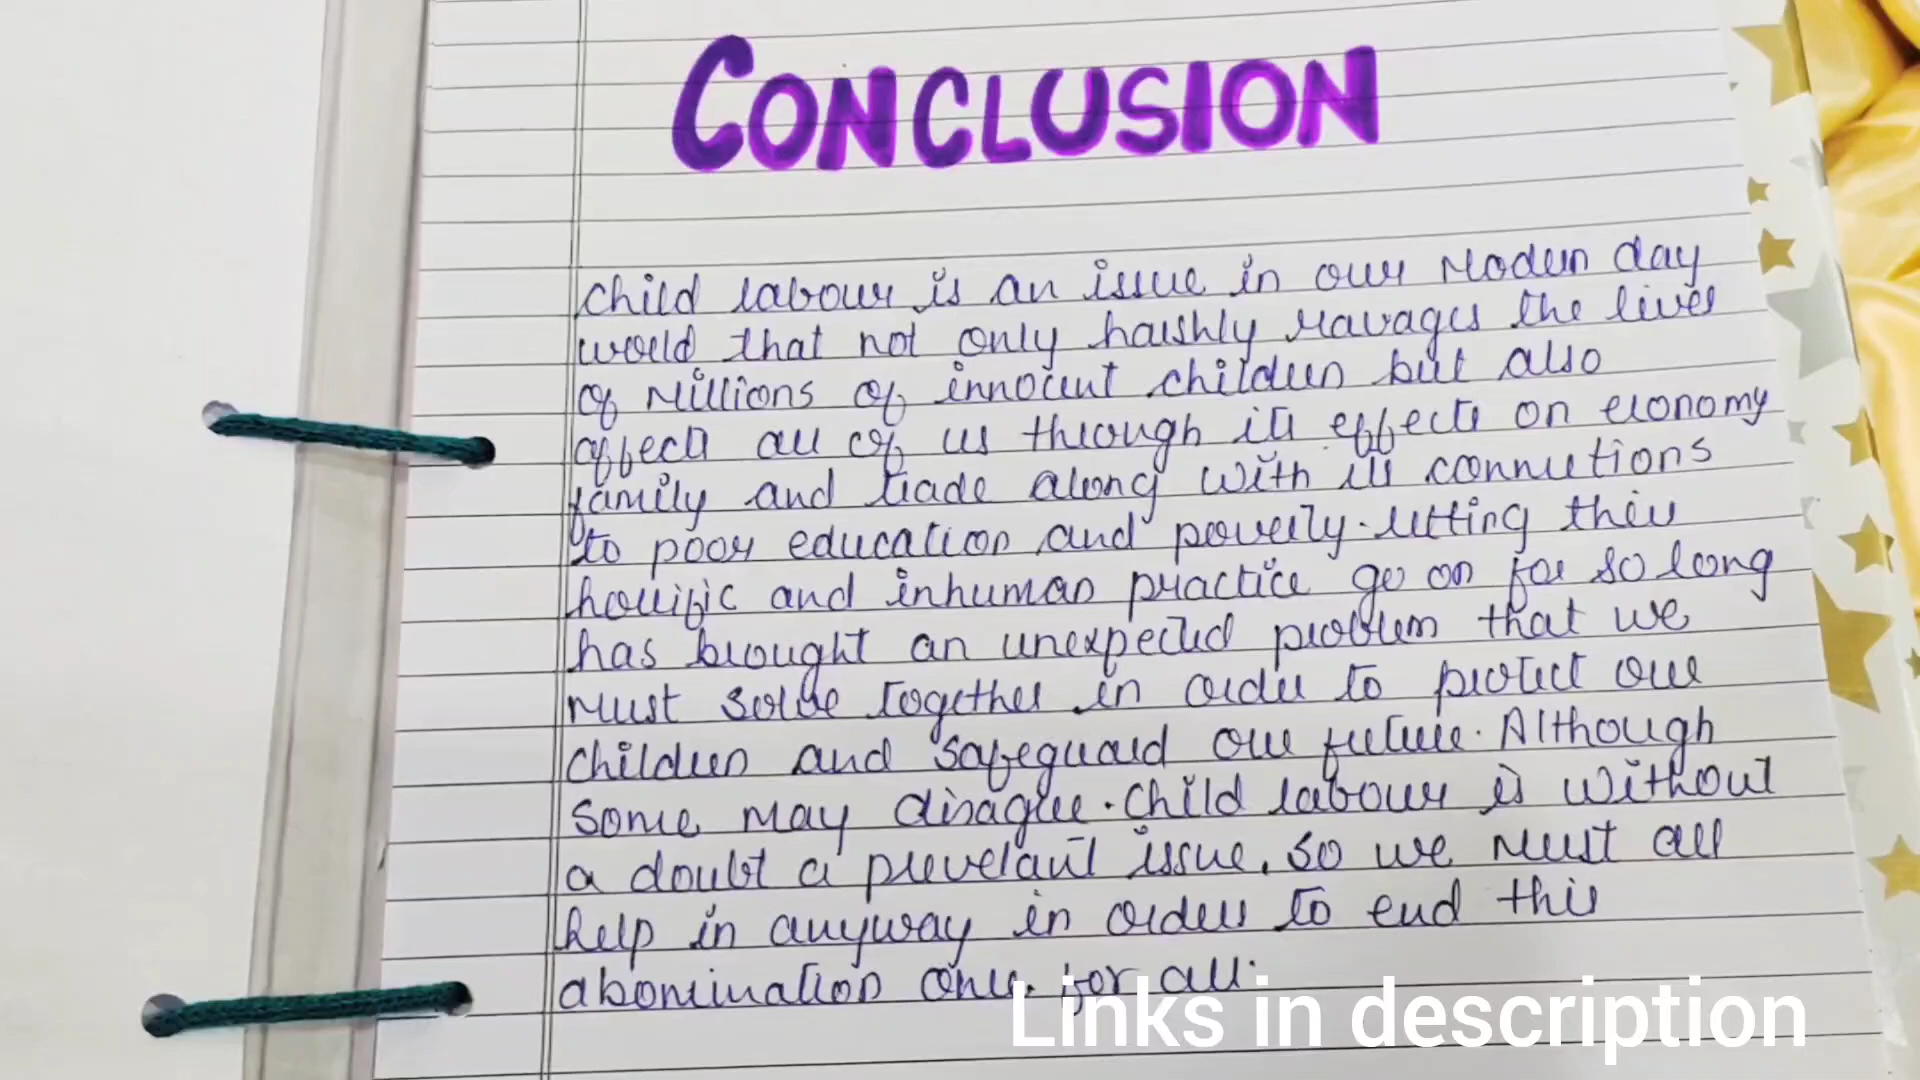 CONCLUSION
Child labour is an issue in our Modern day
world that not only harshly ravages the lives
of Millions of innocent children but also
affects all of us through its effects on economy
family and trade along with its connections
to poor education and poverty. letting this
horrific and inhuman practice go on for so long
has brought an unexpected problem that we
Must solve together in order to protect our
children and safeguard our future. Although
some may disagree. Child labour is without
a doubt a prevelant issue, so we Must all
help in anyway in order to end this
abomination once for all.
Links in description